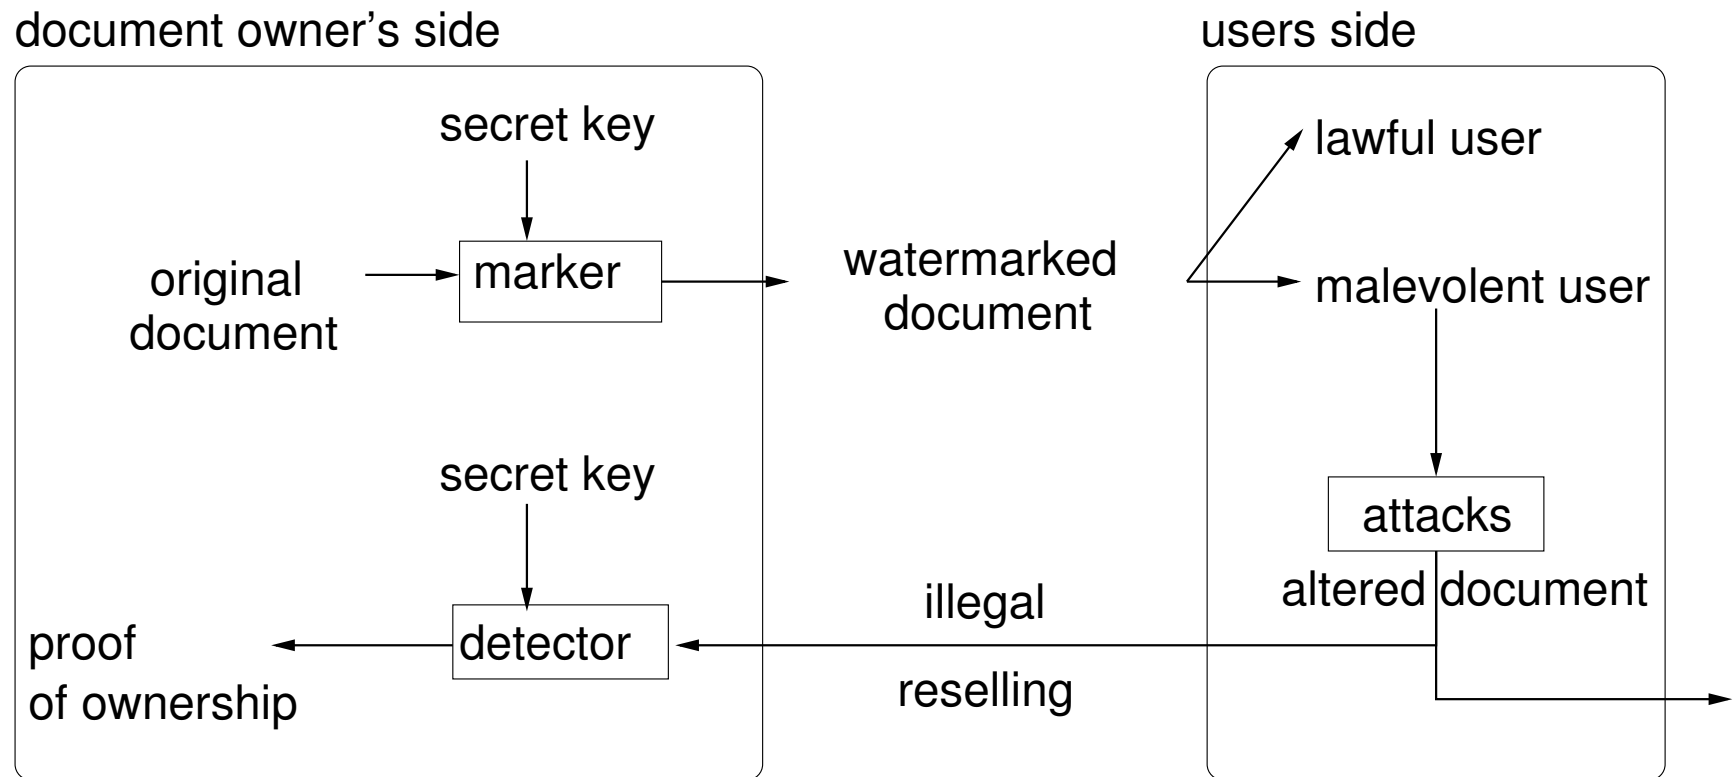 document owner's side
users side
secret key
lawful user
original
document
marker
watermarked
document
malevolent user
secret key
attacks
altered document
illegal
reselling
detector
proof
of ownership